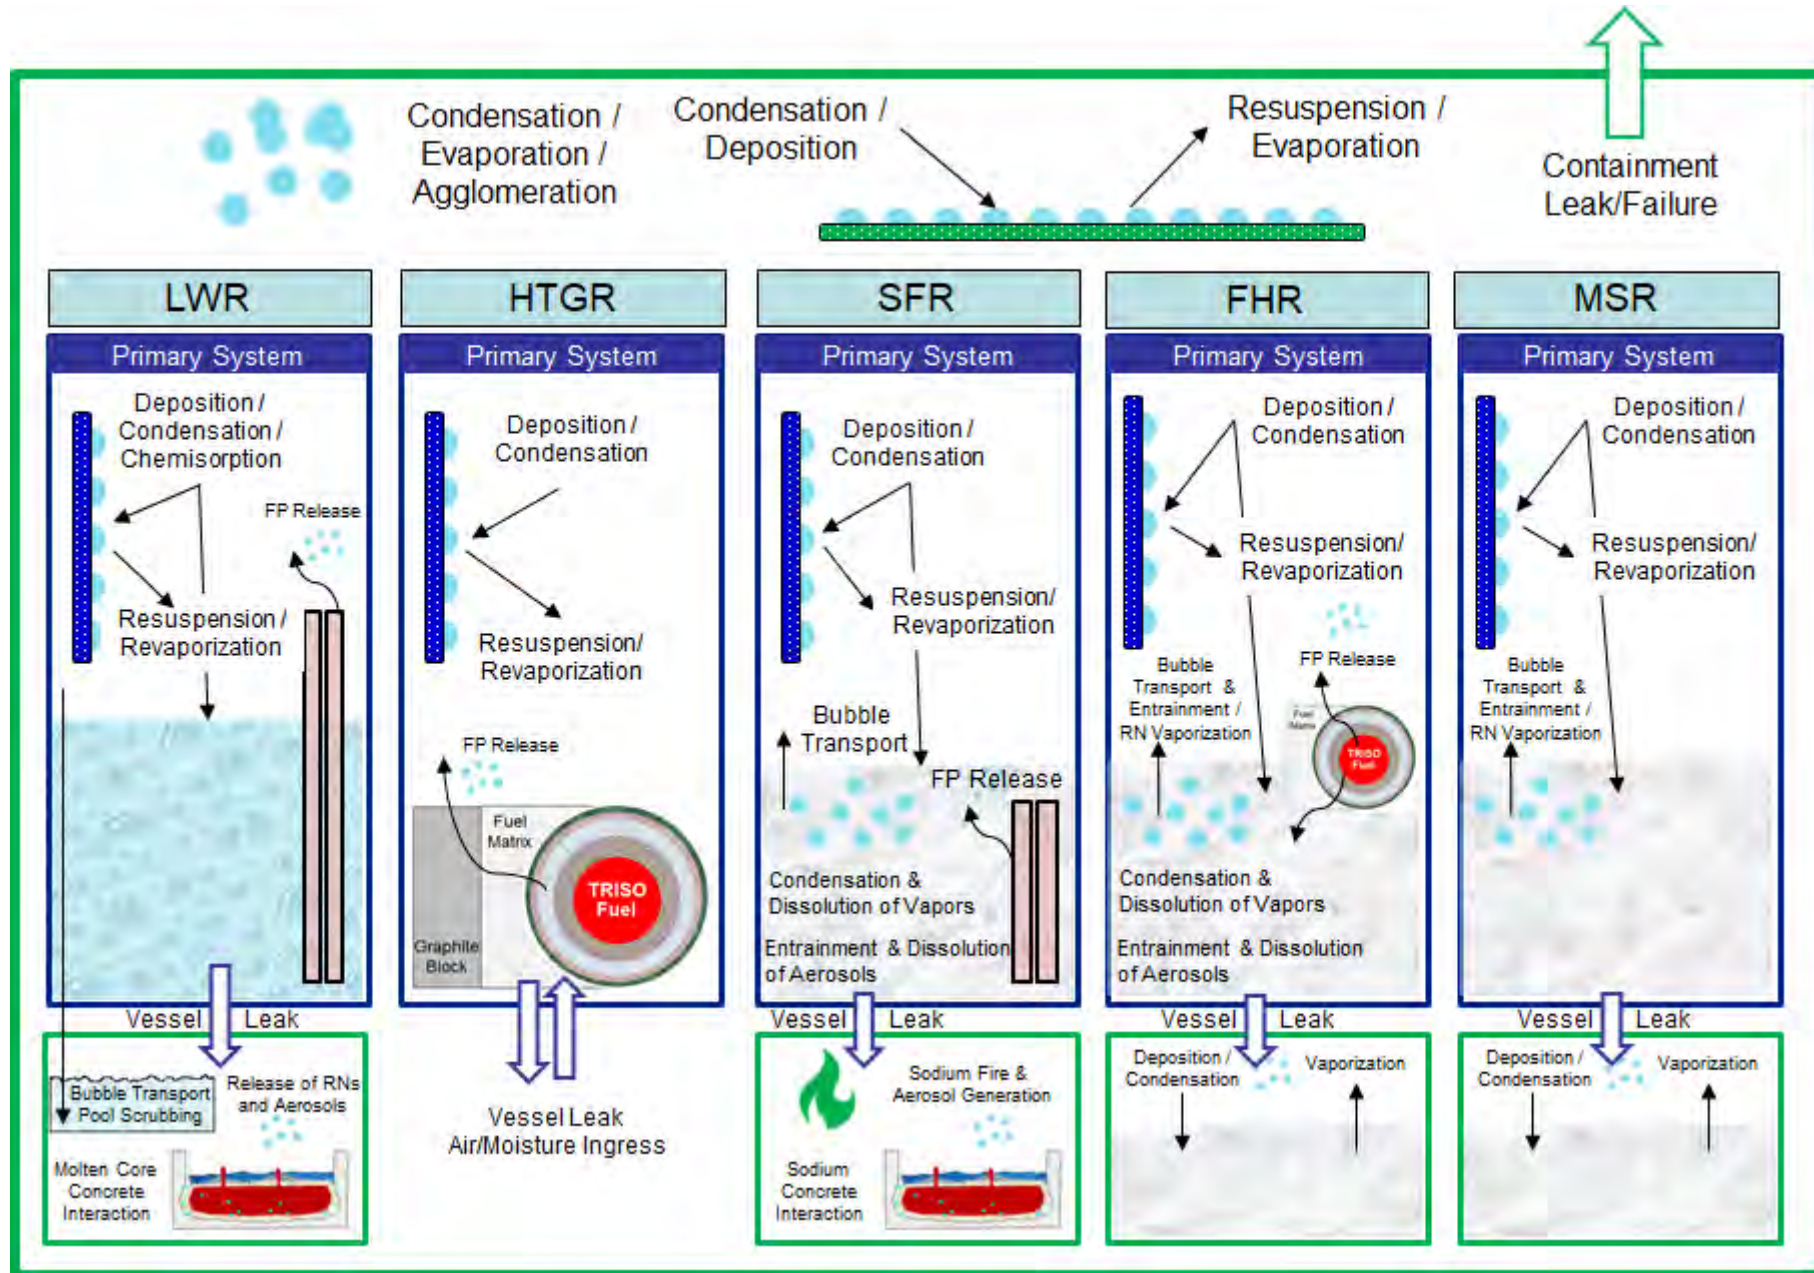 Condensation /
Evaporation /
Agglomeration
Condensation /
Deposition
Resuspension /
Evaporation
Containment
Leak/Failure
LWR
Primary System
Deposition /
Condensation /
Chemisorption
FP Release
Resuspension /
Revaporization
Vessel Leak
Bubble Transport
Pool Scrubbing
Release of RNs
and Aerosols
Molten Core
Concrete
Interaction
HTGR
Primary System
Deposition /
Condensation
Resuspension/
Revaporization
FP Release
Fuel
Matrix
TRISO
Fuel
Graphite
Block
Vessel Leak
Air/Moisture Ingress
SFR
Primary System
Deposition /
Condensation
Resuspension/
Revaporization
Bubble
Transport
FP Release
Condensation &
Dissolution of Vapors
Entrainment & Dissolution
of Aerosols
Vessel Leak
Sodium Fire &
Aerosol Generation
Sodium
Concrete
Interaction
FHR
Primary System
Deposition /
Condensation
Resuspension/
Revaporization
FP Release
Bubble
Transport &
Entrainment /
RN Vaporization
Fuel
Matrix
TRISO
Fuel
Condensation &
Dissolution of Vapors
Entrainment & Dissolution
of Aerosols
Vessel Leak
Deposition /
Condensation
Vaporization
MSR
Primary System
Deposition /
Condensation
Resuspension/
Revaporization
Bubble
Transport &
Entrainment /
RN Vaporization
Vessel Leak
Deposition /
Condensation
Vaporization